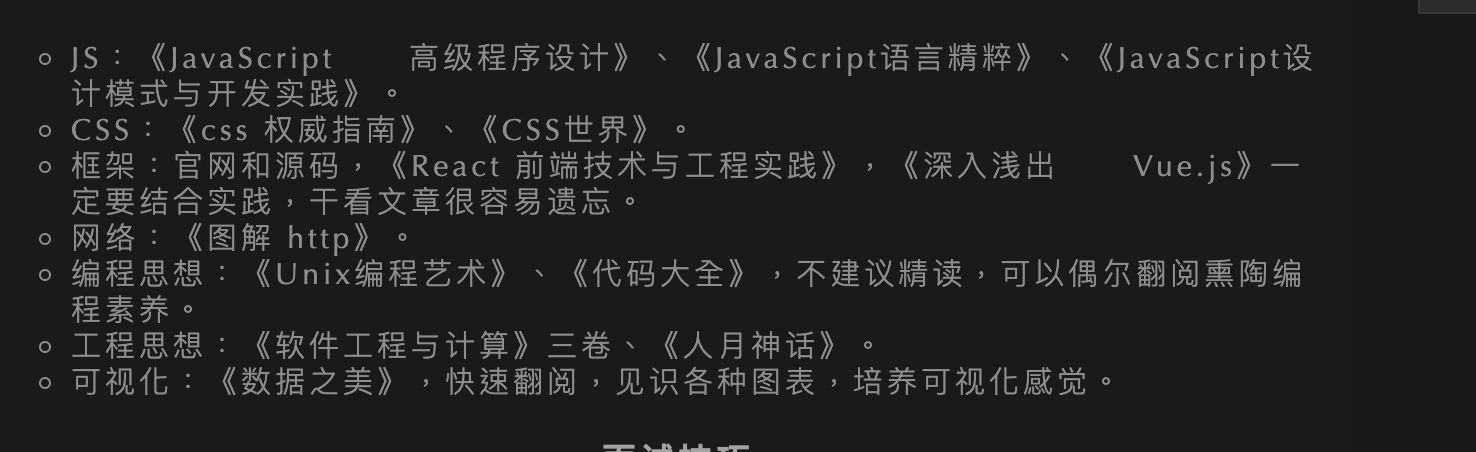 JS：《JavaScript 高级程序设计》、《JavaScript语言精粹》、《JavaScript设
计模式与开发实践》。
CSS：《css 权威指南》、《CSS世界》。
框架：官网和源码，《React 前端技术与工程实践》，《深入浅出 Vue.js》一
定要结合实践，干看文章很容易遗忘。
网络：《图解 http》。
编程思想：《Unix编程艺术》、《代码大全》，不建议精读，可以偶尔翻阅熏陶编
程素养。
工程思想：《软件工程与计算》三卷、《人月神话》。
可视化：《数据之美》，快速翻阅，见识各种图表，培养可视化感觉。